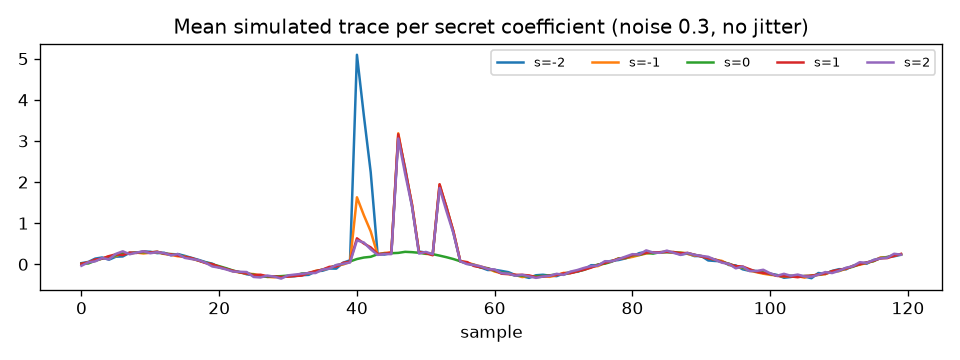 Mean simulated trace per secret coefficient (noise 0.3, no jitter)
s=-2 s=-1 s=0 s=1 s=2
5
4
3
2
1
0
0 20 40 60 80 100 120
sample